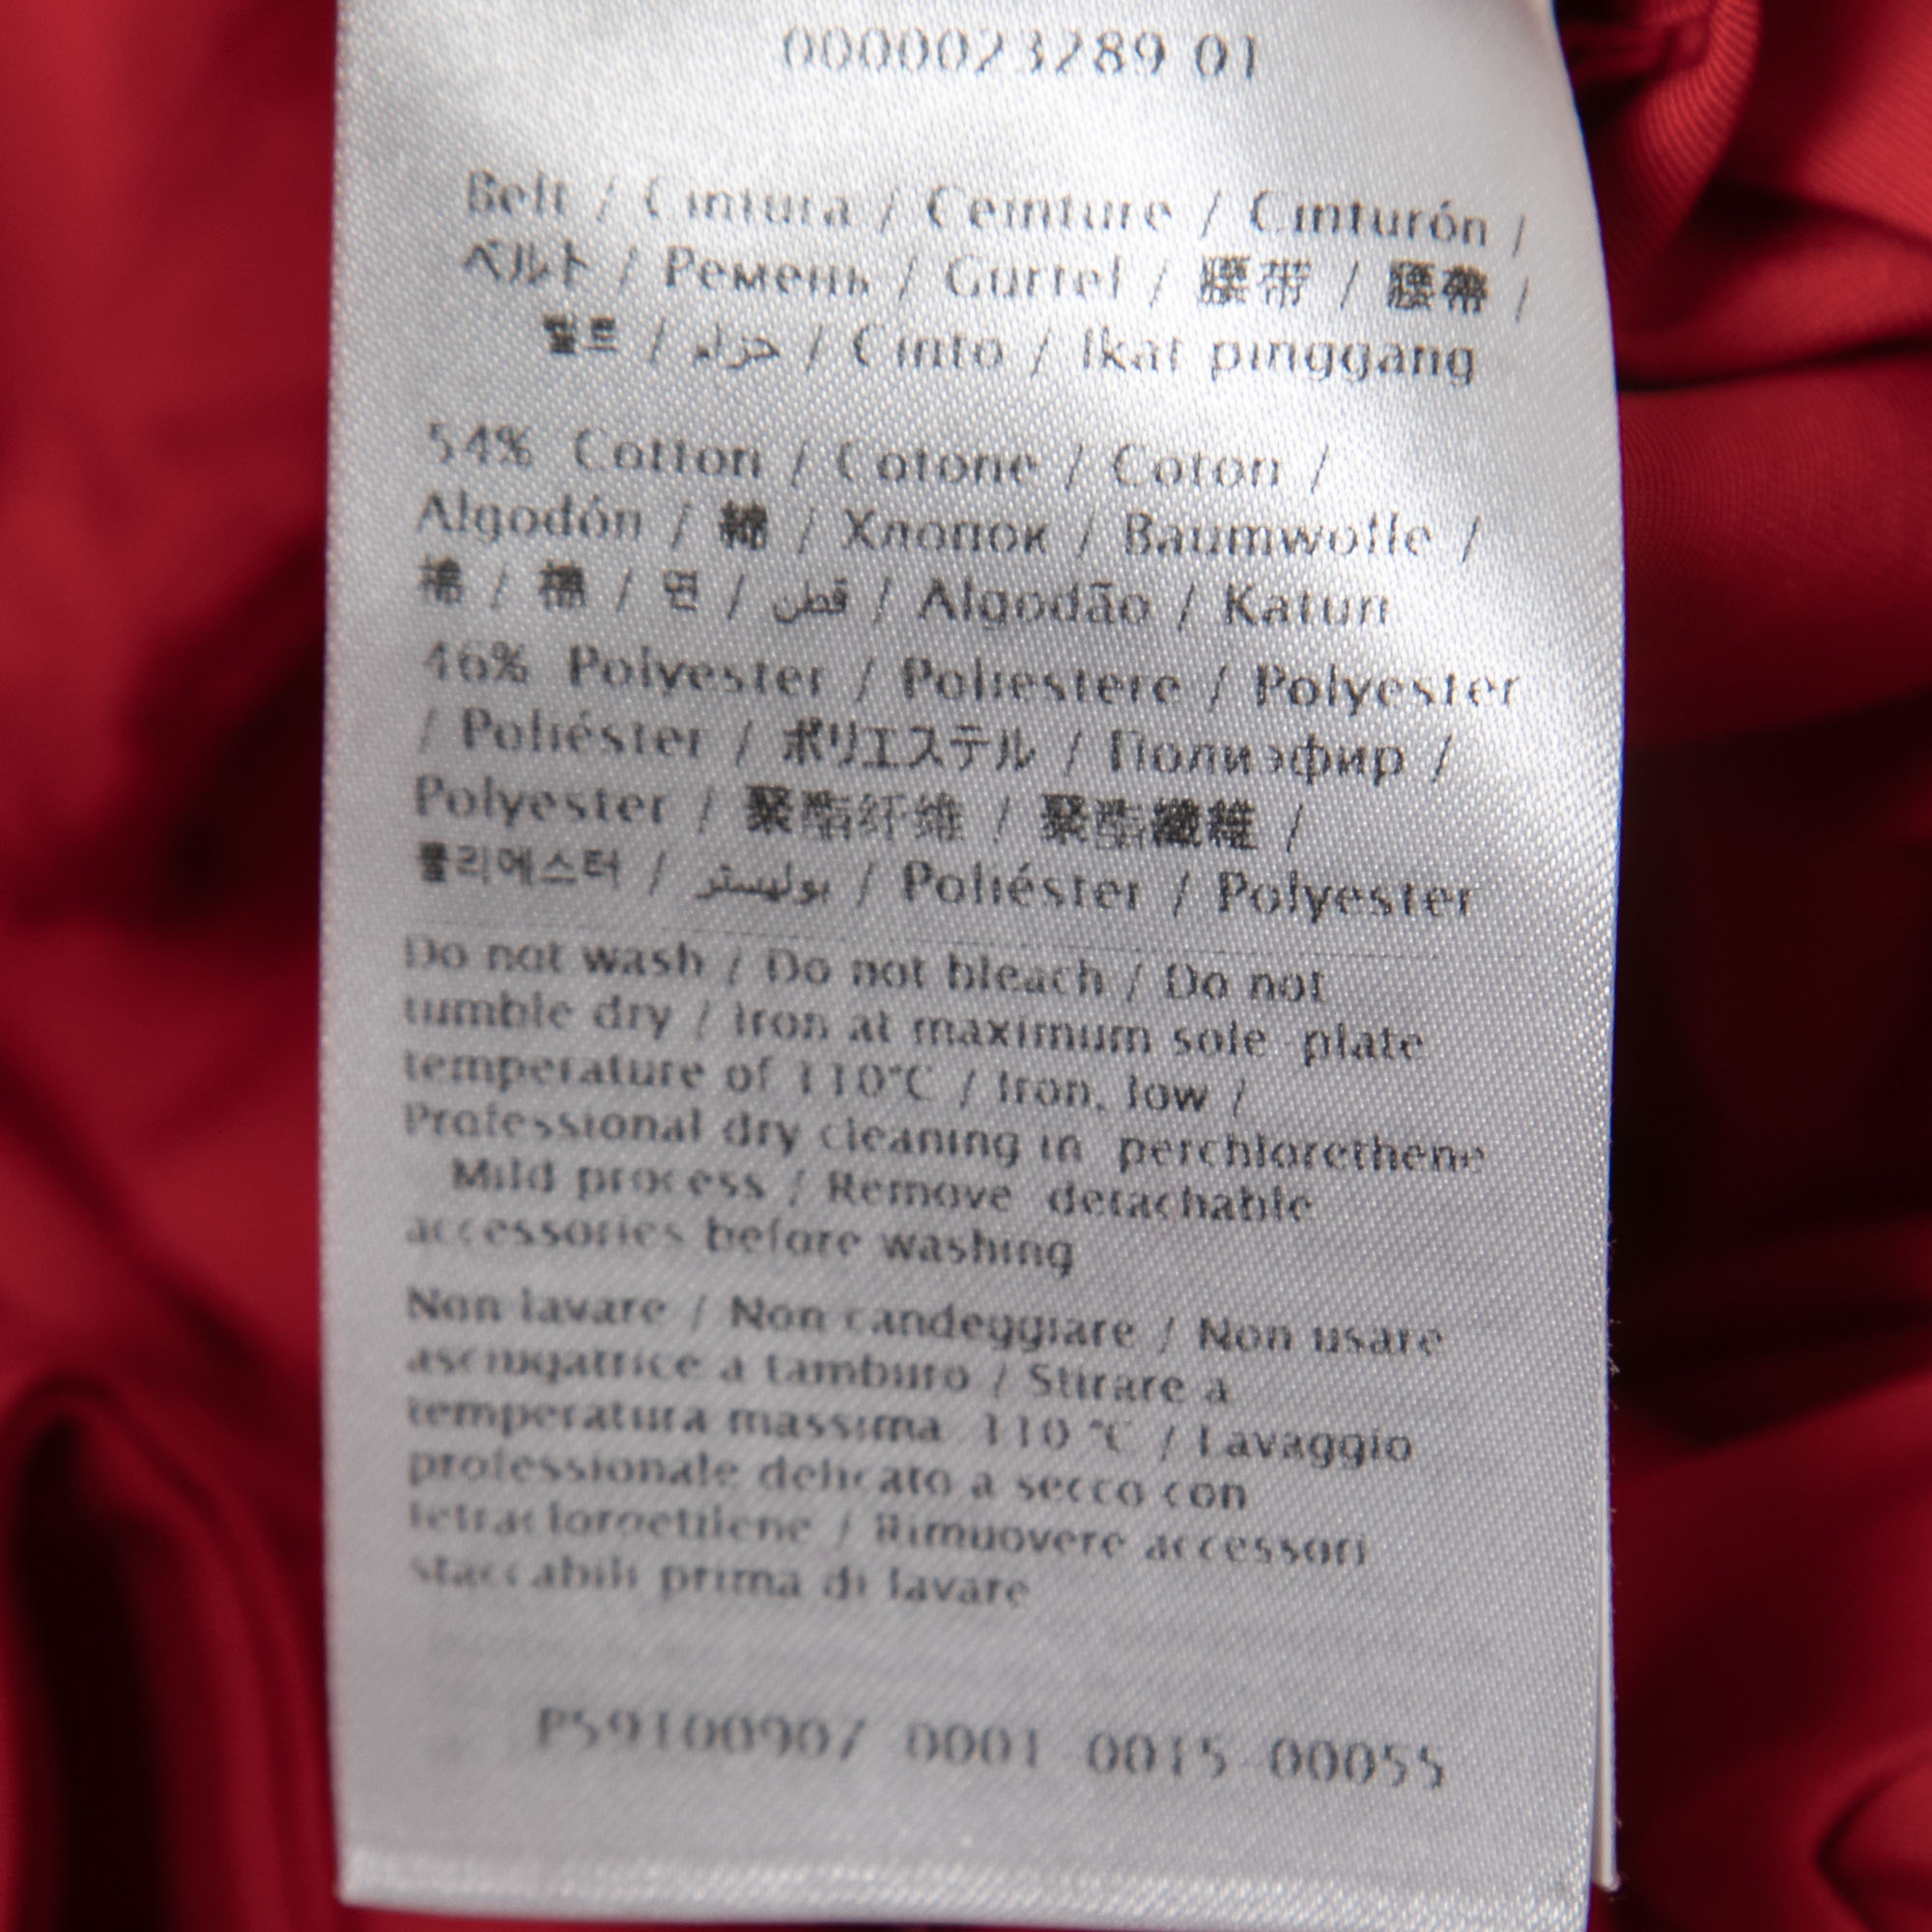 0000023289 01
Belt / Cintura / Ceinture / Cinturón /
ベルト / Ремень / Gürtel / 腰带 / 腰帶 /
벨트 / حزام / Cinto / Ikat pinggang
54% Cotton / Cotone / Coton /
Algodón / 綿 / Хлопок / Baumwolle /
棉 / 棉 / 면 / قطن / Algodão / Katun
46% Polyester / Poliestere / Polyester
/ Poliéster / ポリエステル / Полиэфир /
Polyester / 聚酯纤维 / 聚酯纖維 /
폴리에스터 / بوليستر / Poliéster / Polyester
Do not wash / Do not bleach / Do not
tumble dry / Iron at maximum sole plate
temperature of 110°C / Iron, low /
Professional dry cleaning in perchlorethene
Mild process / Remove detachable
accessories before washing
Non lavare / Non candeggiare / Non usare
asciugatrice a tamburo / Stirare a
temperatura massima 110 °C / Lavaggio
professionale delicato a secco con
tetracloroetilene / Rimuovere accessori
staccabili prima di lavare
P59100907 0001 0015 00055